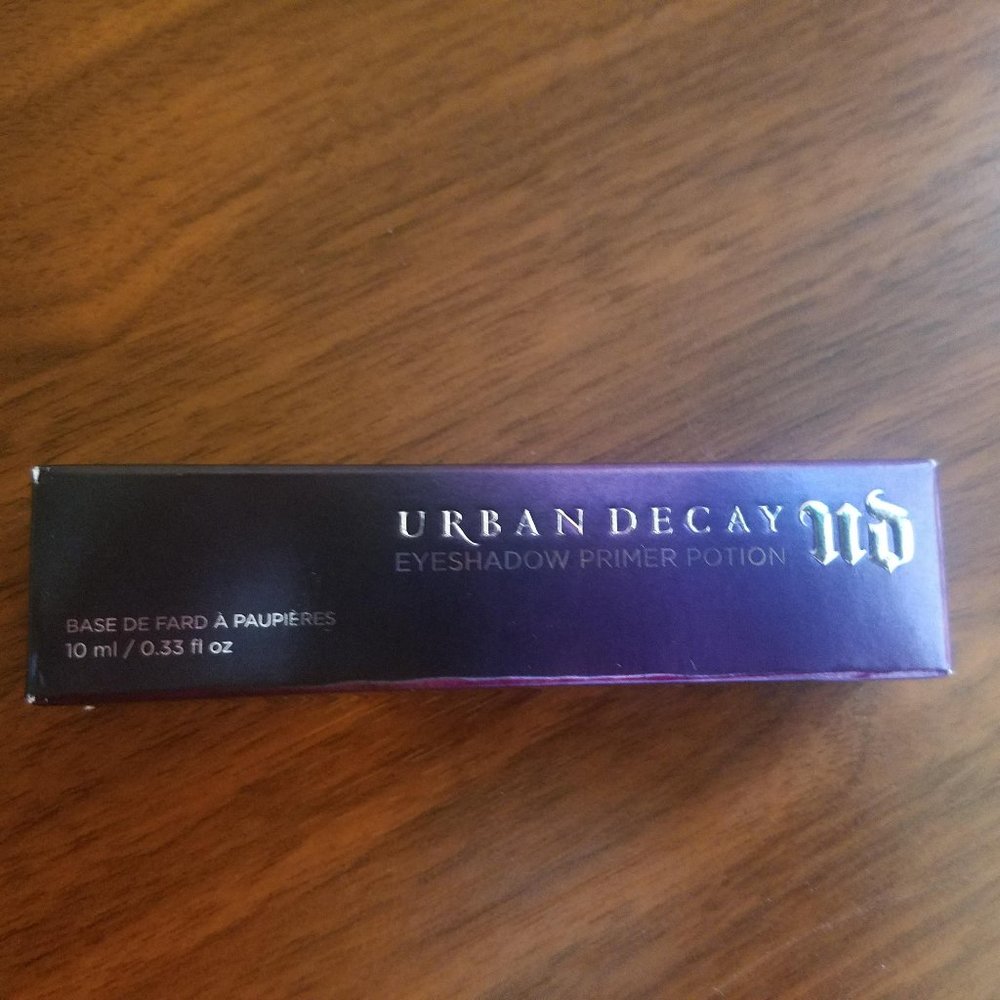 URBAN DECAY UD
EYESHADOW PRIMER POTION
BASE DE FARD À PAUPIÈRES
10 ml / 0.33 fl oz